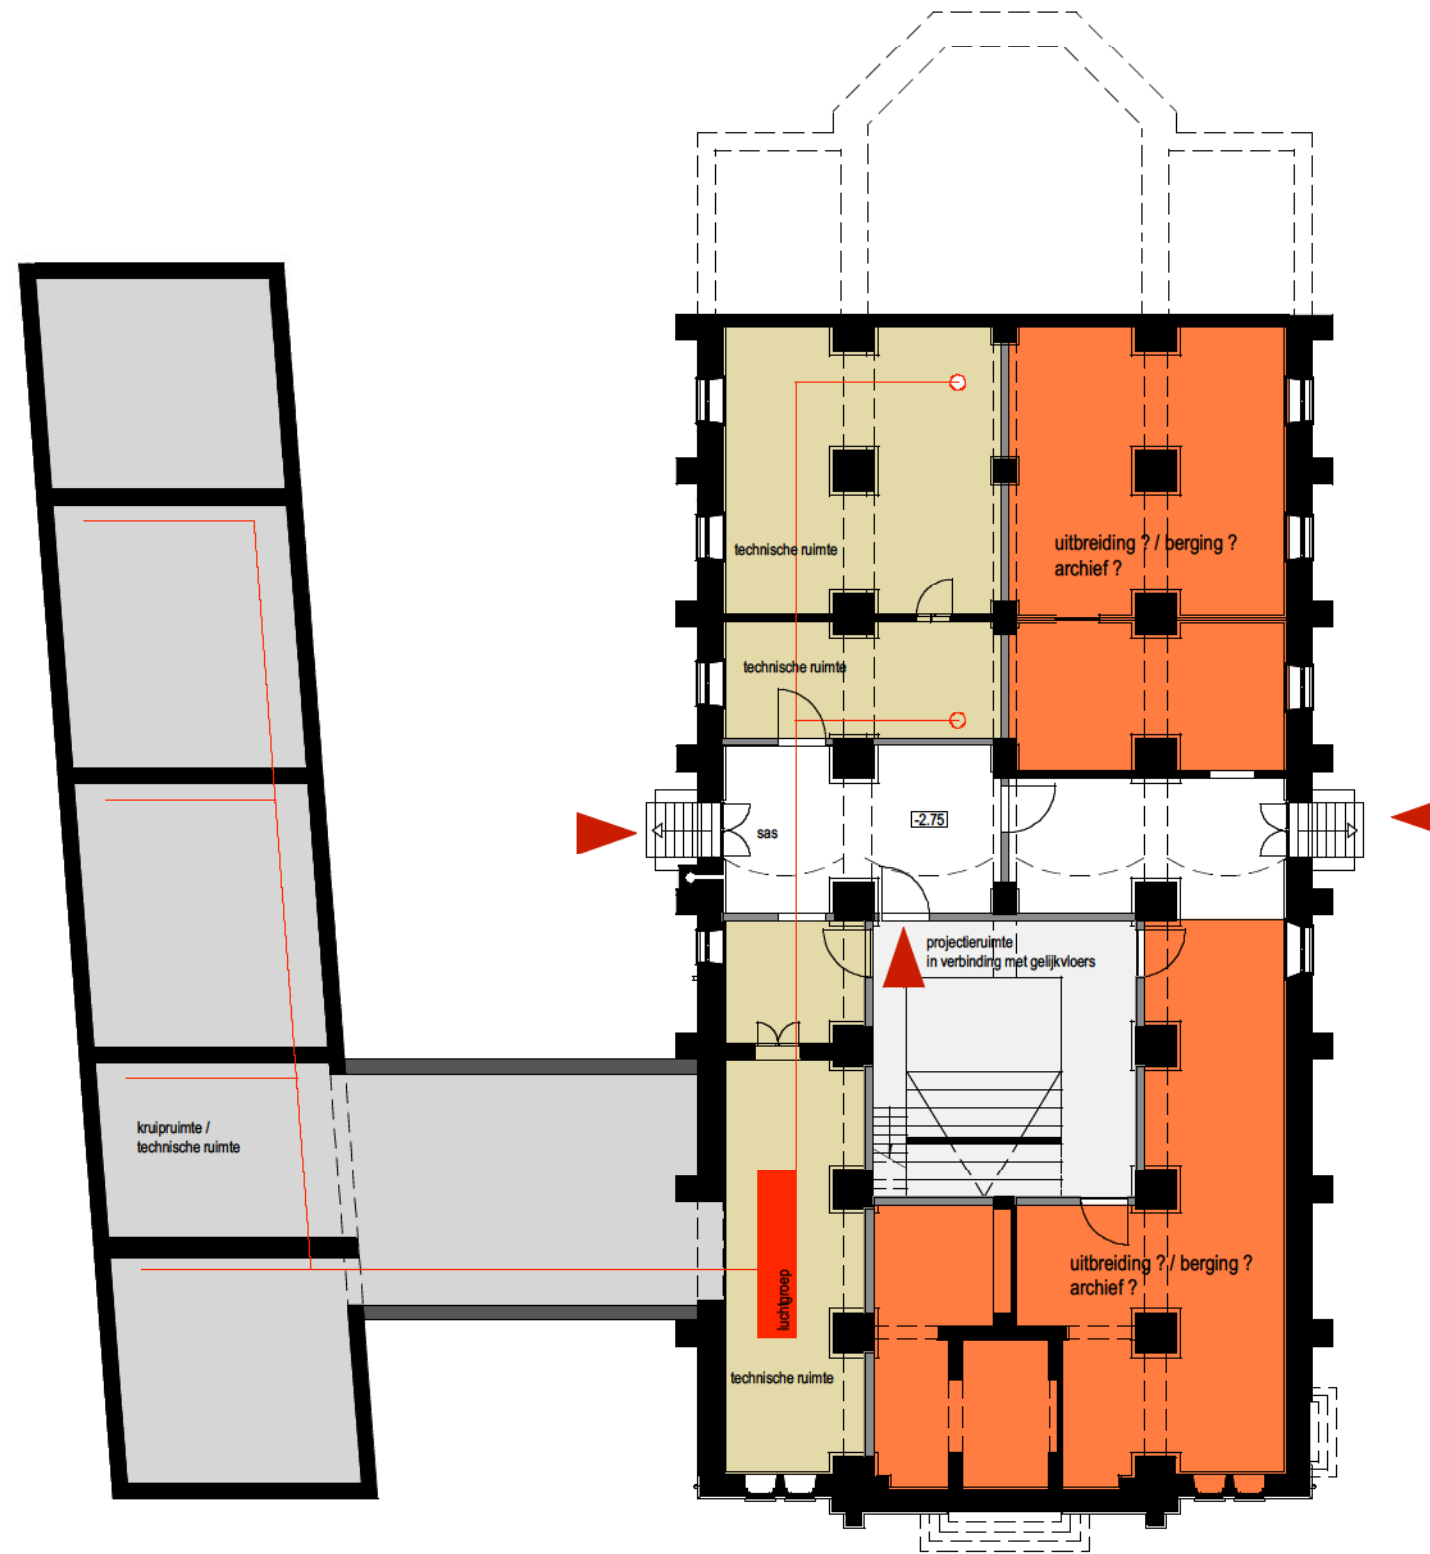 technische ruimte
uitbreiding ? / berging ?
archief ?
technische ruimte
-2.75
sas
projectieruimte
in verbinding met gelijkvloers
kruipruimte /
technische ruimte
uitbreiding ? / berging ?
archief ?
luchtgroep
technische ruimte